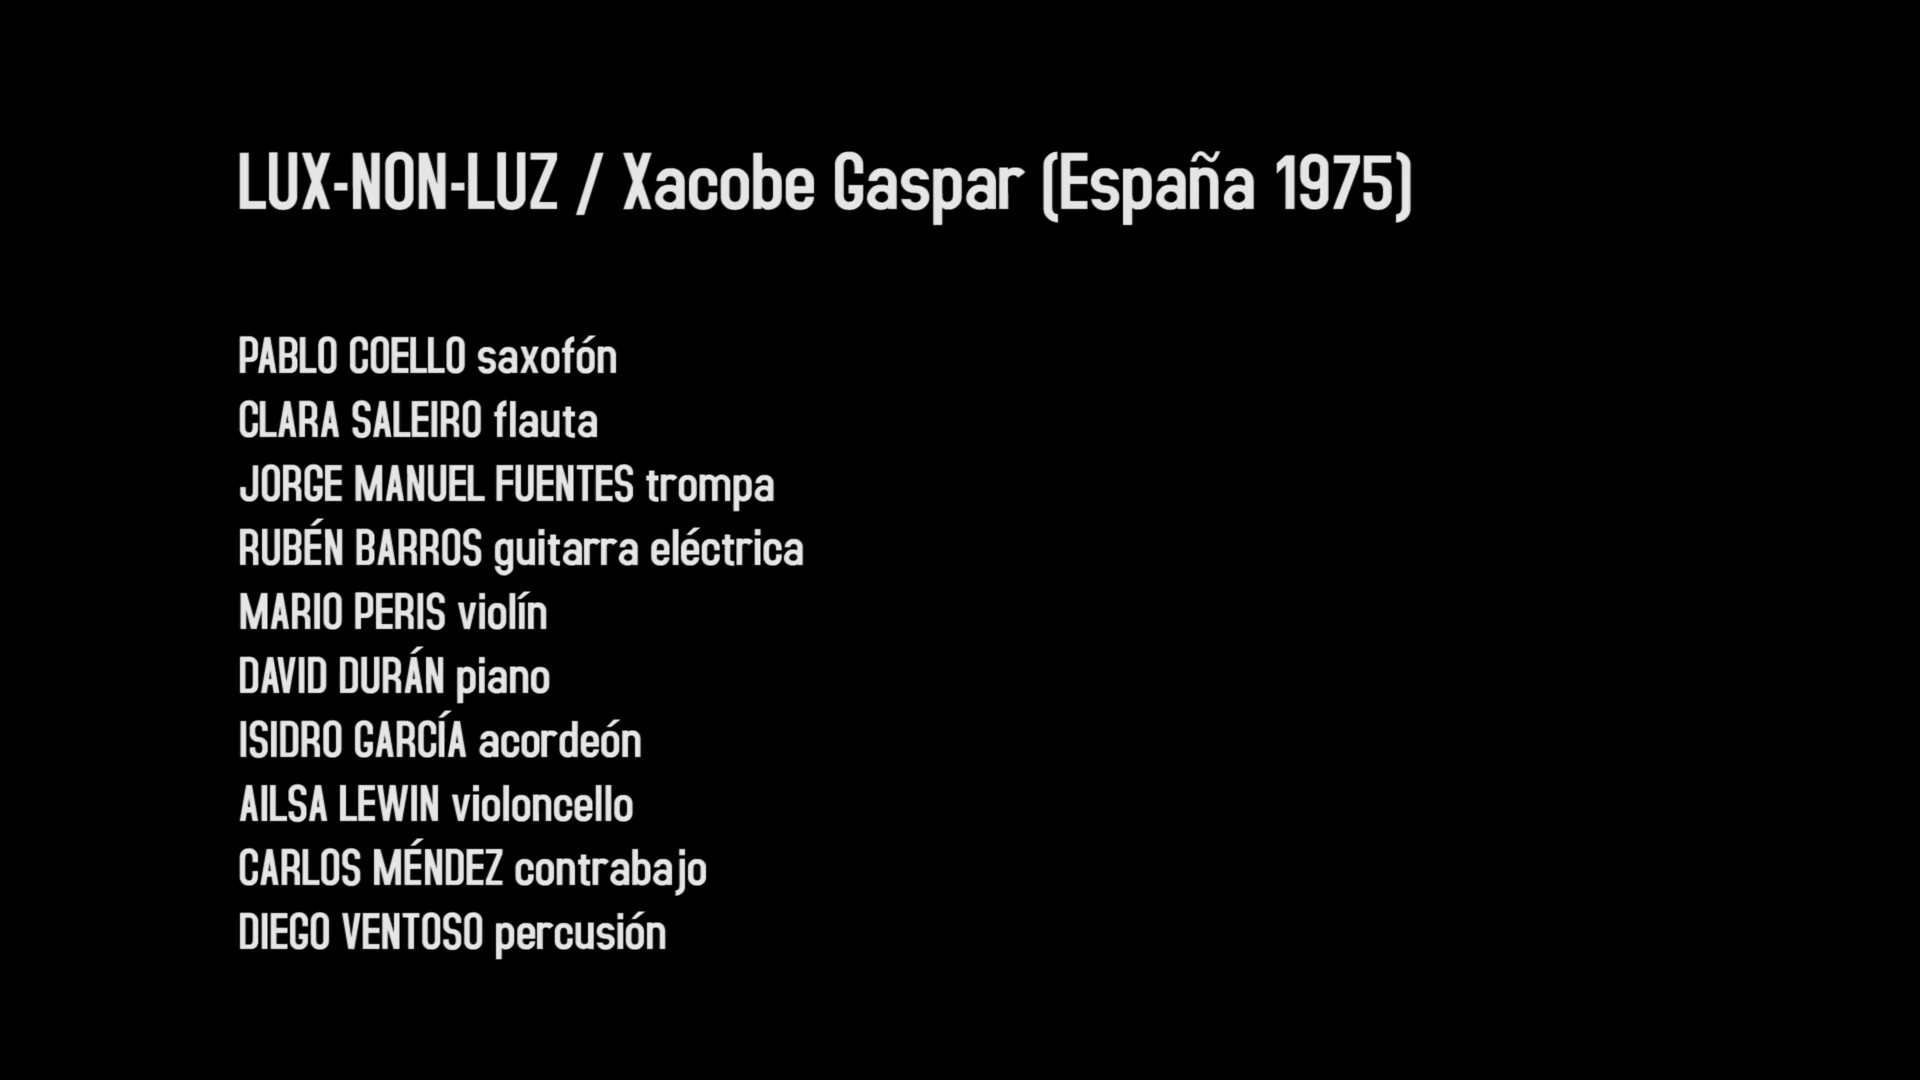 LUX-NON-LUZ / Xacobe Gaspar (España 1975)
PABLO COELLO saxofón
CLARA SALEIRO flauta
JORGE MANUEL FUENTES trompa
RUBÉN BARROS guitarra eléctrica
MARIO PERIS violín
DAVID DURÁN piano
ISIDRO GARCÍA acordeón
AILSA LEWIN violoncello
CARLOS MÉNDEZ contrabajo
DIEGO VENTOSO percusión